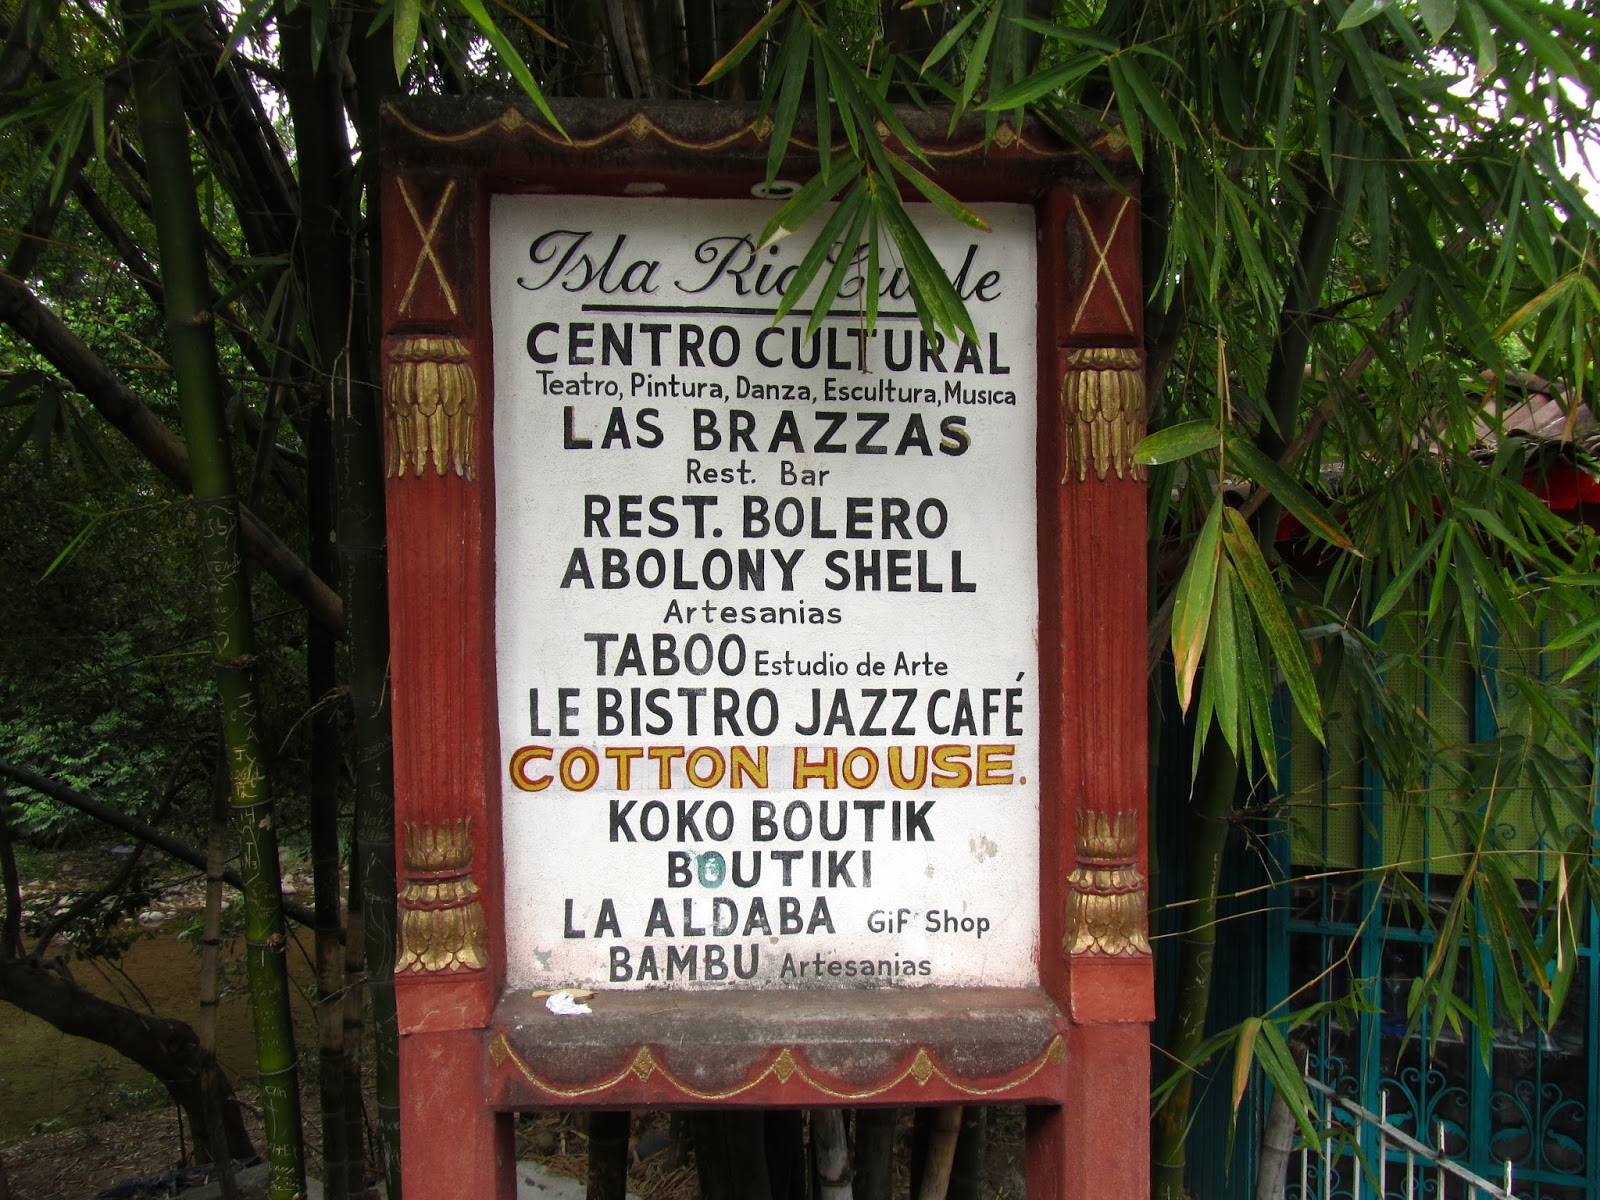 Isla Rio Cuale
CENTRO CULTURAL
Teatro, Pintura, Danza, Escultura, Musica
LAS BRAZZAS
Rest. Bar
REST. BOLERO
ABOLONY SHELL
Artesanias
TABOO Estudio de Arte
LE BISTRO JAZZ CAFÉ
COTTON HOUSE.
KOKO BOUTIK
BOUTIKI
LA ALDABA Gif Shop
BAMBU Artesanias